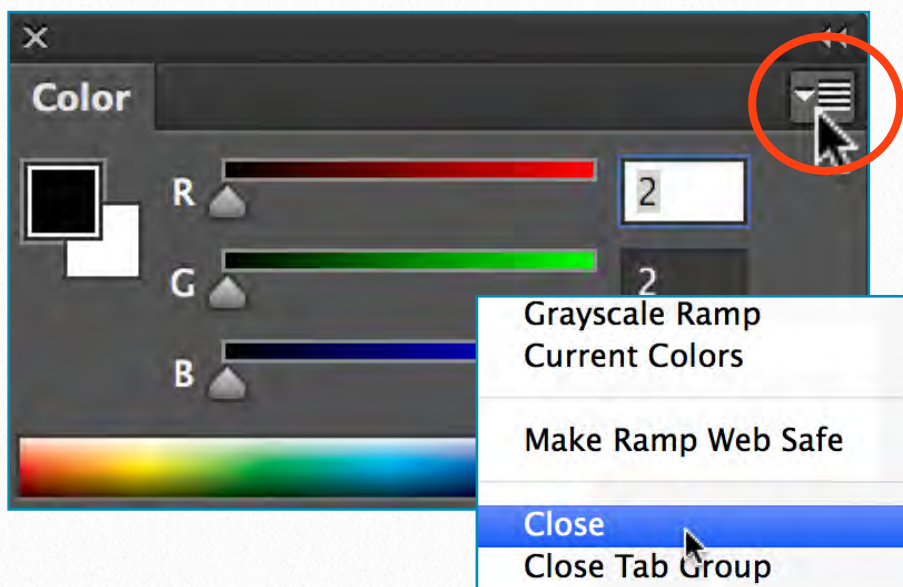 Color
R 2
G 2
B
Grayscale Ramp
Current Colors
Make Ramp Web Safe
Close
Close Tab Group